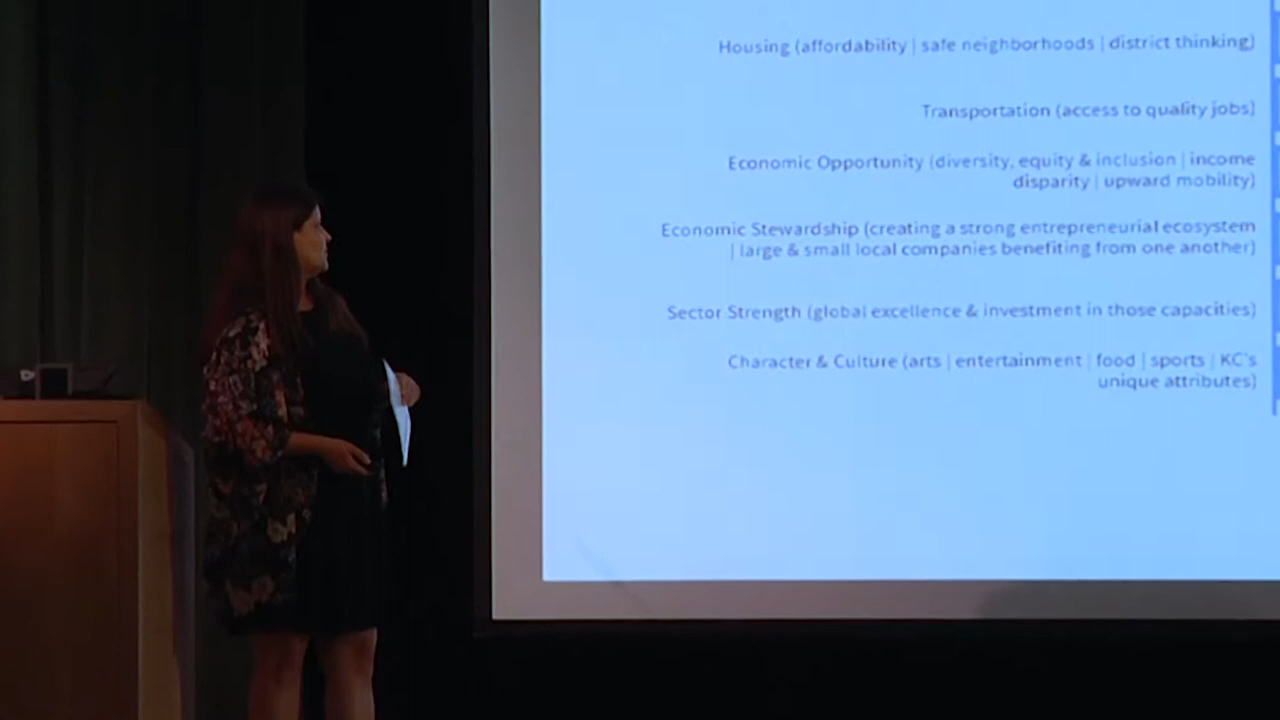 Housing (affordability | safe neighborhoods | district thinking)
Transportation (access to quality jobs)
Economic Opportunity (diversity, equity & inclusion | income
disparity | upward mobility)
Economic Stewardship (creating a strong entrepreneurial ecosystem
| large & small local companies benefiting from one another)
Sector Strength (global excellence & investment in those capacities)
Character & Culture (arts | entertainment | food | sports | KC's
unique attributes)